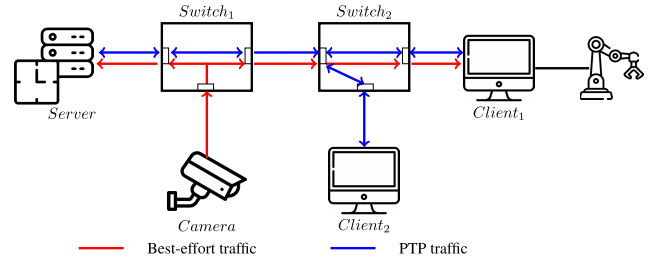 Switch₁
Switch₂
Server
Client₁
Camera
Client₂
Best-effort traffic
PTP traffic